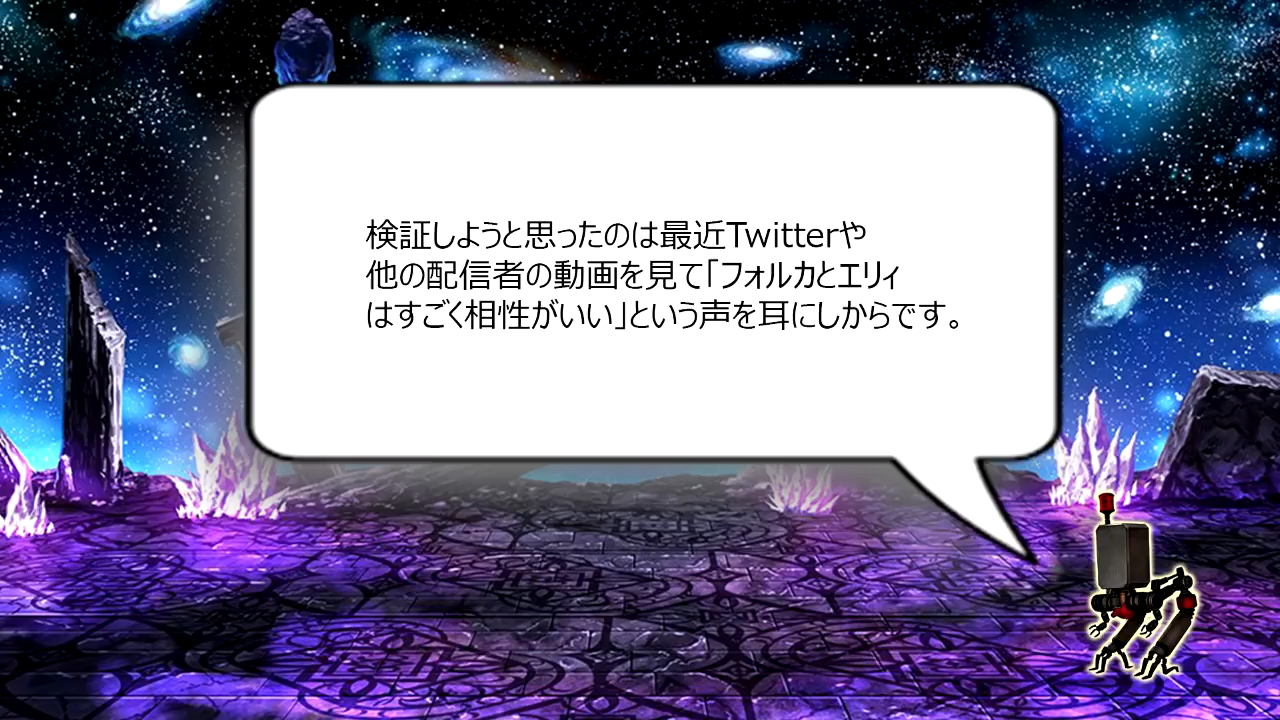 検証しようと思ったのは最近Twitterや
他の配信者の動画を見て「フォルカとエリィ
はすごく相性がいい」という声を耳にしからです。